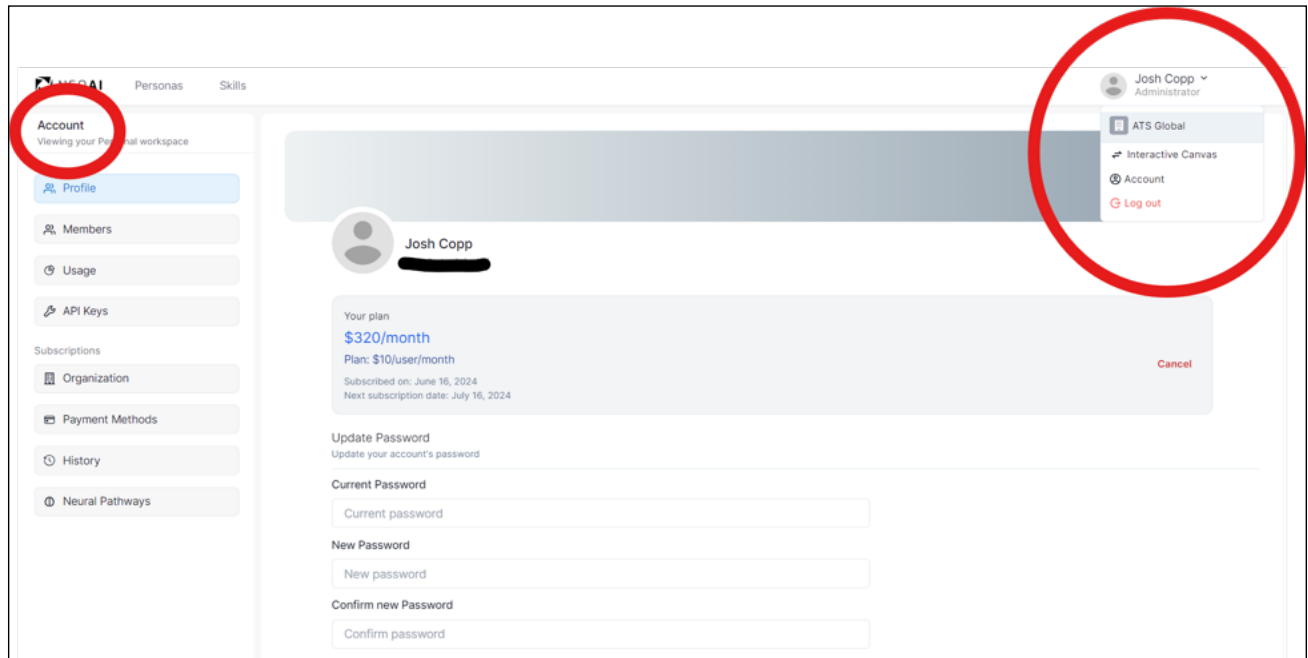 AI Personas Skills
Josh Copp
Administrator
ATS Global
Interactive Canvas
Account
Log out
Account
Viewing your workspace
Profile
Members
Usage
API Keys
Subscriptions
Organization
Payment Methods
History
Neural Pathways
Josh Copp
Your plan
$320/month
Plan: $10/user/month
Subscribed on: June 16, 2024
Next subscription date: July 16, 2024
Cancel
Update Password
Update your account's password
Current Password
Current password
New Password
New password
Confirm new Password
Confirm password